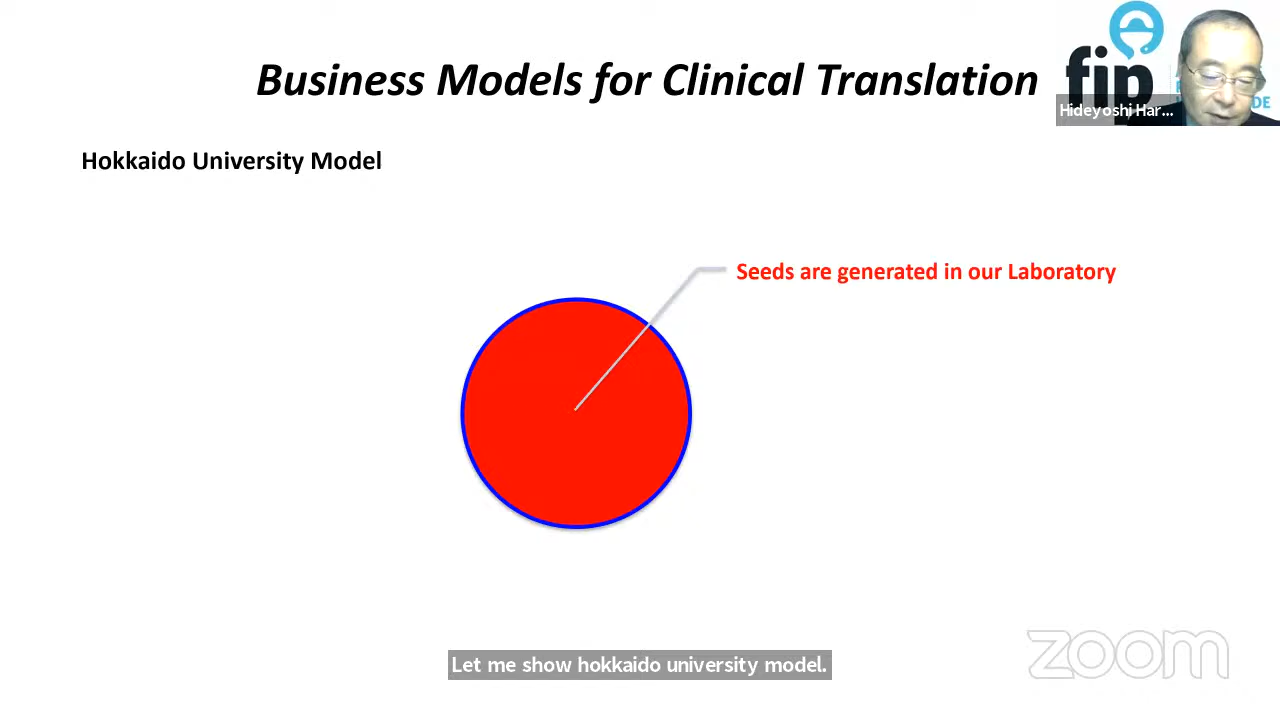 Business Models for Clinical Translation
fip
DE
Hideyoshi Har...
Hokkaido University Model
Seeds are generated in our Laboratory
Let me show hokkaido university model.
zoom